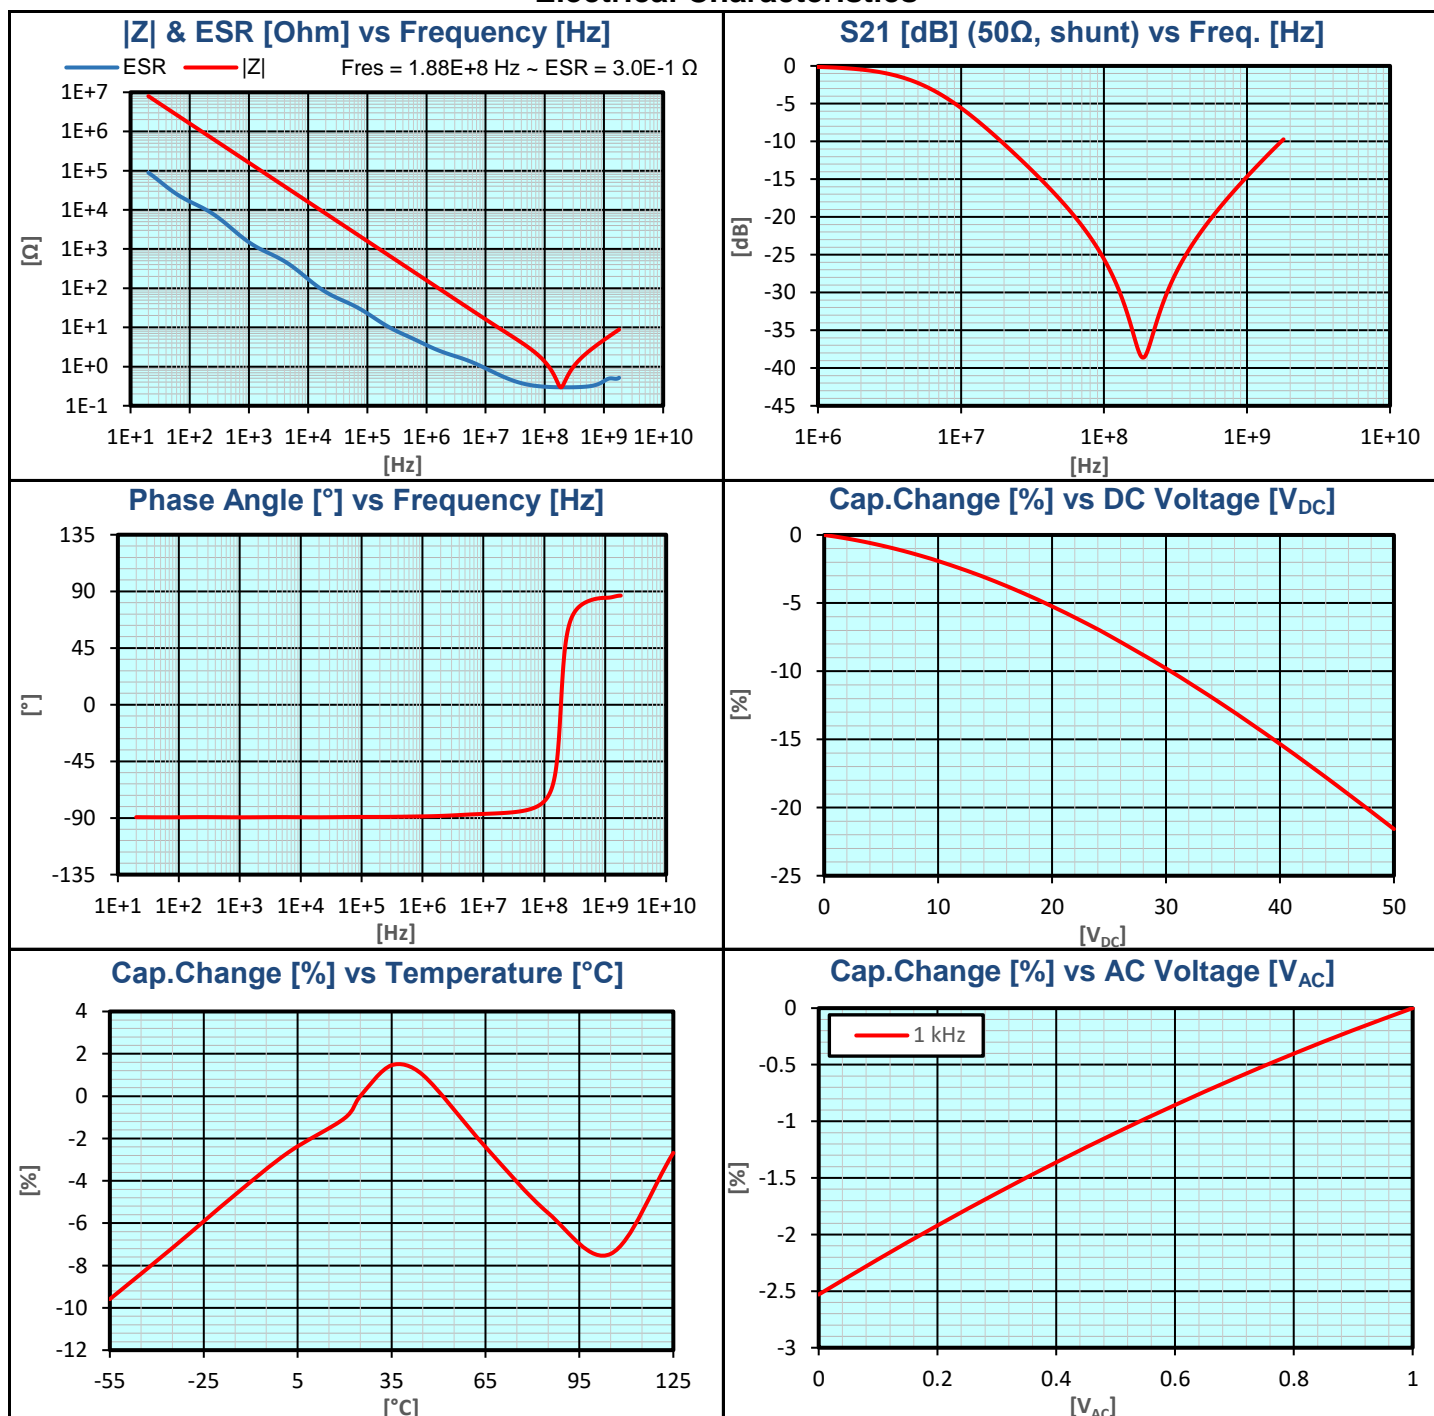 |Z| & ESR [Ohm] vs Frequency [Hz]
ESR |Z| Fres = 1.88E+8 Hz ~ ESR = 3.0E-1 Ω
1E+7
1E+6
1E+5
1E+4
1E+3
1E+2
1E+1
1E+0
1E-1
[Ω]
1E+1 1E+2 1E+3 1E+4 1E+5 1E+6 1E+7 1E+8 1E+9 1E+10
[Hz]
S21 [dB] (50Ω, shunt) vs Freq. [Hz]
0
-5
-10
-15
-20
-25
-30
-35
-40
-45
[dB]
1E+6 1E+7 1E+8 1E+9 1E+10
[Hz]
Phase Angle [°] vs Frequency [Hz]
135
90
45
0
-45
-90
-135
[°]
1E+1 1E+2 1E+3 1E+4 1E+5 1E+6 1E+7 1E+8 1E+9 1E+10
[Hz]
Cap.Change [%] vs DC Voltage [VDC]
0
-5
-10
-15
-20
-25
[%]
0 10 20 30 40 50
[VDC]
Cap.Change [%] vs Temperature [°C]
4
2
0
-2
-4
-6
-8
-10
-12
[%]
-55 -25 5 35 65 95 125
[°C]
Cap.Change [%] vs AC Voltage [VAC]
1 kHz
0
-0.5
-1
-1.5
-2
-2.5
-3
[%]
0 0.2 0.4 0.6 0.8 1
[VAC]